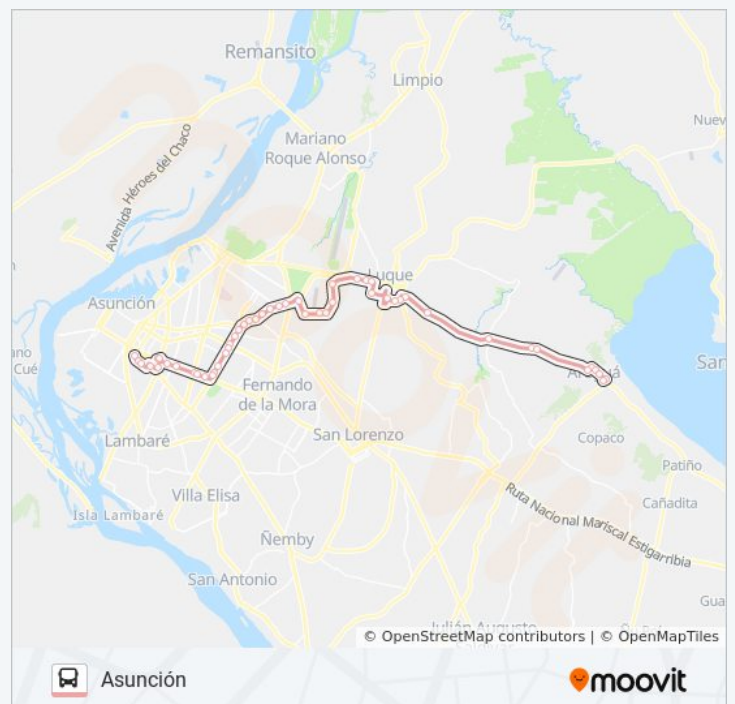 Remansito
Limpio
Nuev
Mariano
Roque Alonso
Avenida Héroes del Chaco
Luque
Asunción
ano
Cué
San
Fernando
de la Mora
Copaco
San Lorenzo
Lambaré
Patiño
Villa Elisa
Ruta Nacional Mariscal Estigarribia
Cañadita
Isla Lambaré
Ñemby
San Antonio
Gua
Julián Augusto
© OpenStreetMap contributors | © OpenMapTiles
Asunción
moovit